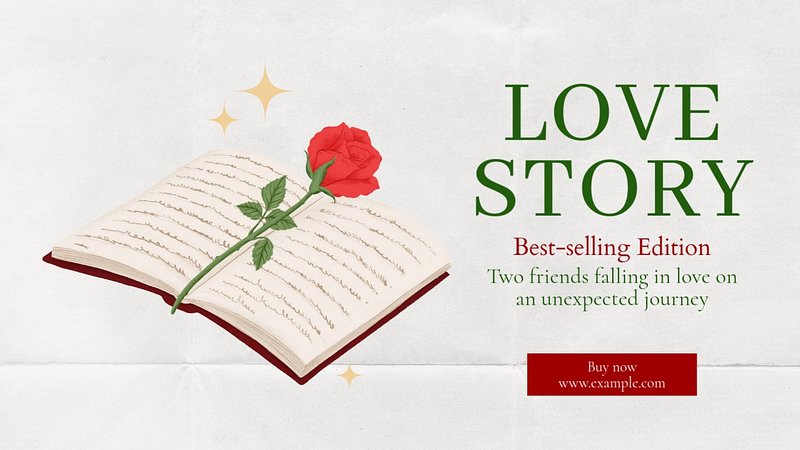 LOVE
STORY
Best-selling Edition
Two friends falling in love on
an unexpected journey
Buy now
www.example.com